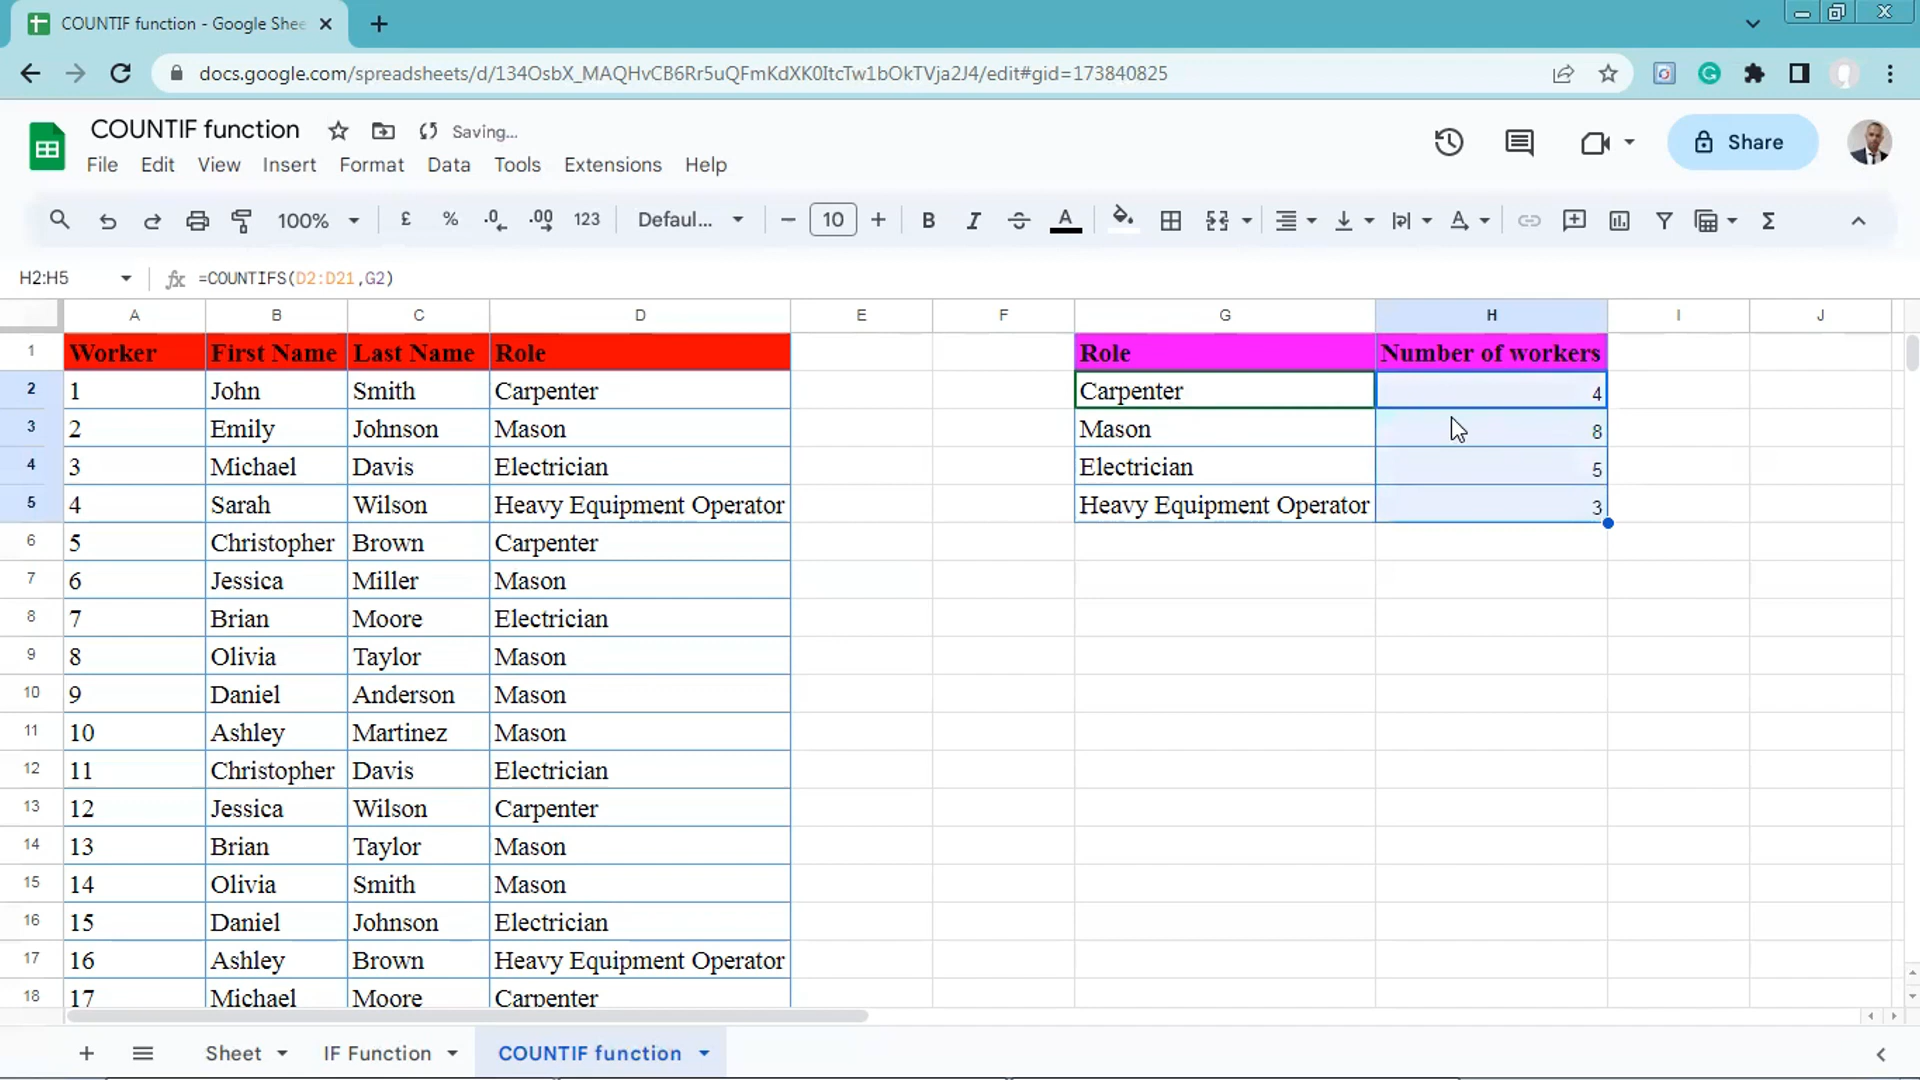 COUNTIF function - Google Shee
docs.google.com/spreadsheets/d/134OsbX_MAQHvCB6Rr5uQFmKdXK0ItcTw1bOkTVja2J4/edit#gid=173840825
COUNTIF function Saving...
File Edit View Insert Format Data Tools Extensions Help
Share
100% £ % .0 .00 123 Defaul... 10 B I S A
H2:H5 fx =COUNTIFS(D2:D21,G2)
A B C D E F G H I J
1 Worker First Name Last Name Role Role Number of workers
2 1 John Smith Carpenter Carpenter 4
3 2 Emily Johnson Mason Mason 8
4 3 Michael Davis Electrician Electrician 5
5 4 Sarah Wilson Heavy Equipment Operator Heavy Equipment Operator 3
6 5 Christopher Brown Carpenter
7 6 Jessica Miller Mason
8 7 Brian Moore Electrician
9 8 Olivia Taylor Mason
10 9 Daniel Anderson Mason
11 10 Ashley Martinez Mason
12 11 Christopher Davis Electrician
13 12 Jessica Wilson Carpenter
14 13 Brian Taylor Mason
15 14 Olivia Smith Mason
16 15 Daniel Johnson Electrician
17 16 Ashley Brown Heavy Equipment Operator
18 17 Michael Moore Carpenter
Sheet IF Function COUNTIF function